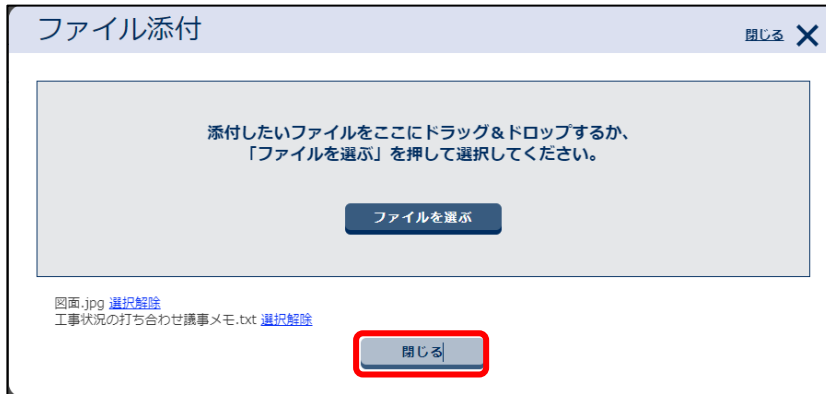 ファイル添付
閉じる
添付したいファイルをここにドラッグ＆ドロップするか、
「ファイルを選ぶ」を押して選択してください。
ファイルを選ぶ
図面.jpg 選択解除
工事状況の打ち合わせ議事メモ.txt 選択解除
閉じる